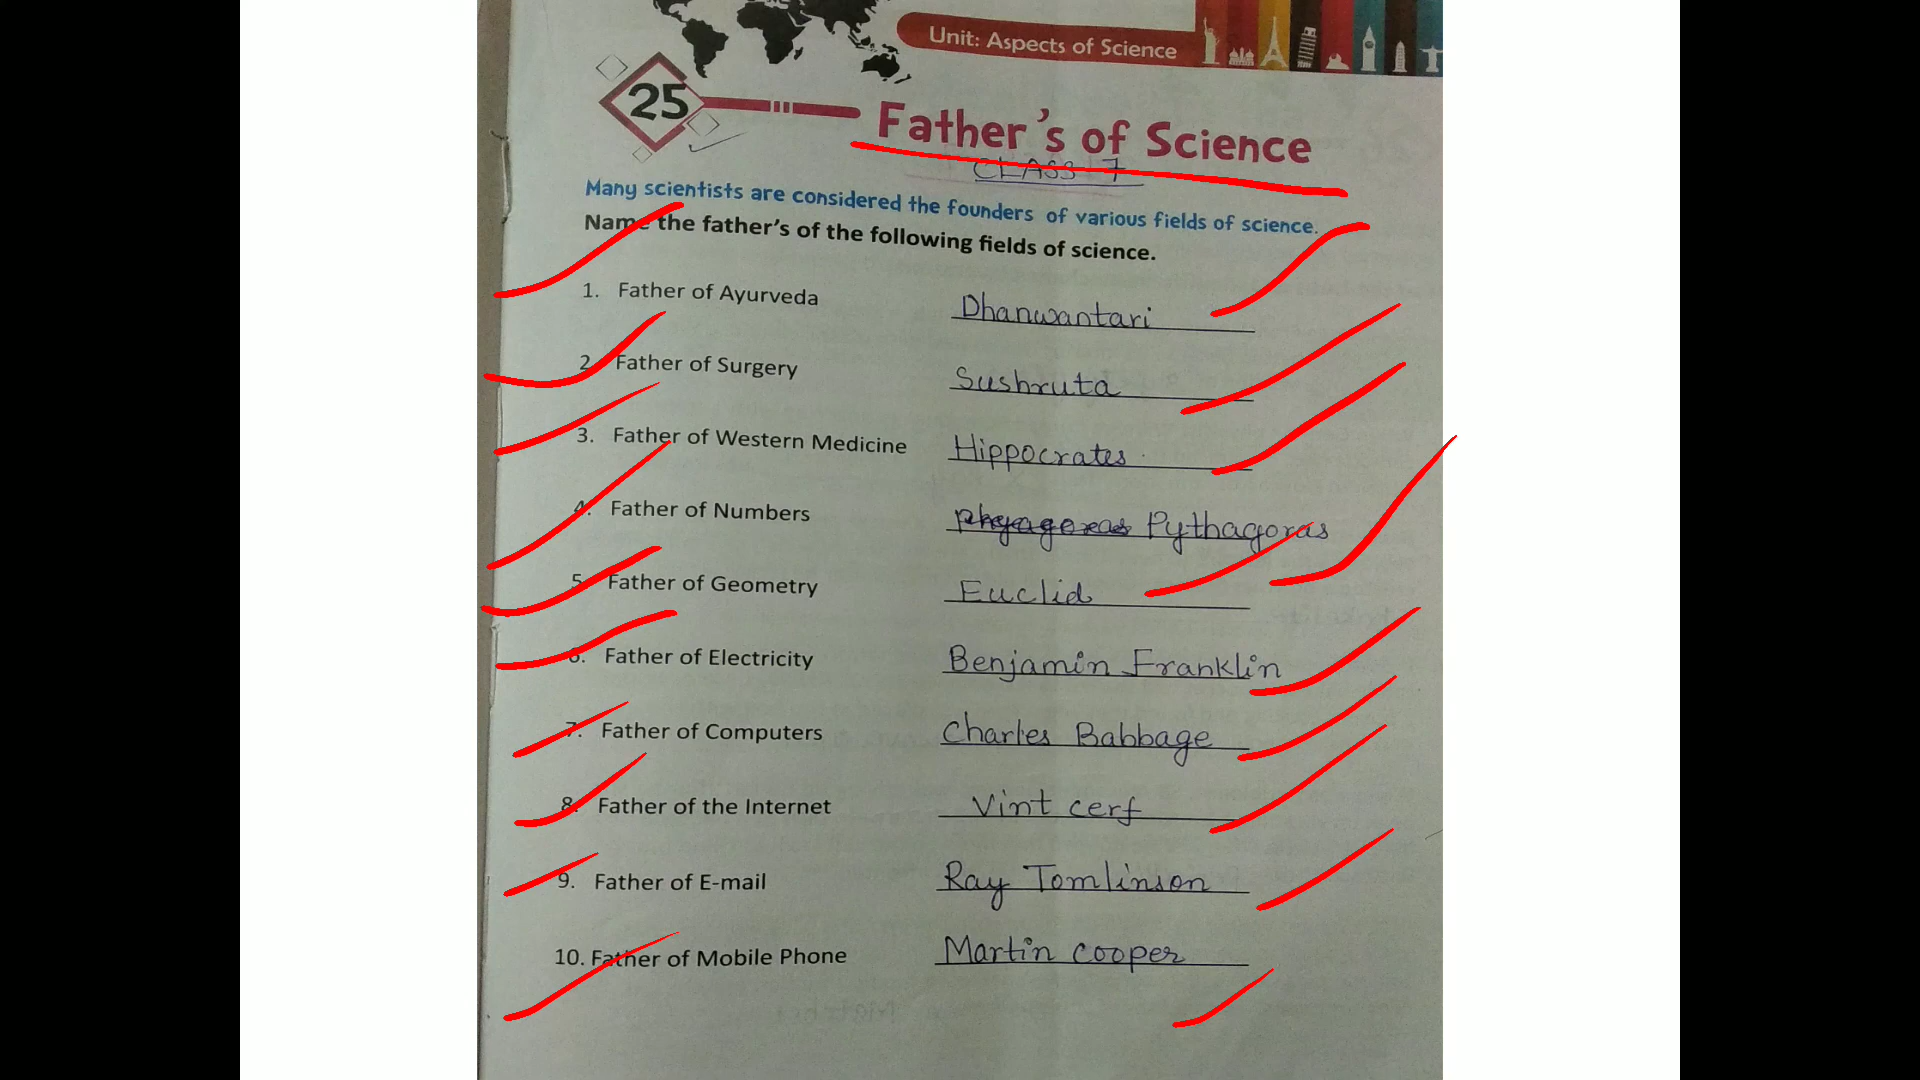 Unit: Aspects of Science
25
Father's of Science
CLASS 7
Many scientists are considered the founders of various fields of science.
Name the father's of the following fields of science.
1. Father of Ayurveda Dhanwantari
2. Father of Surgery Sushruta
3. Father of Western Medicine Hippocrates
4. Father of Numbers Pythagoras
5. Father of Geometry Euclid
6. Father of Electricity Benjamin Franklin
7. Father of Computers Charles Babbage
8. Father of the Internet Vint cerf
9. Father of E-mail Ray Tomlinson
10. Father of Mobile Phone Martin cooper